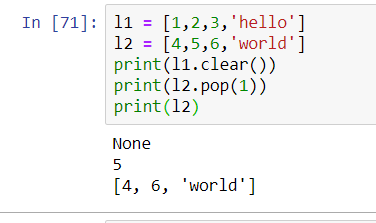 In [71]: l1 = [1,2,3,'hello']
l2 = [4,5,6,'world']
print(l1.clear())
print(l2.pop(1))
print(l2)
None
5
[4, 6, 'world']